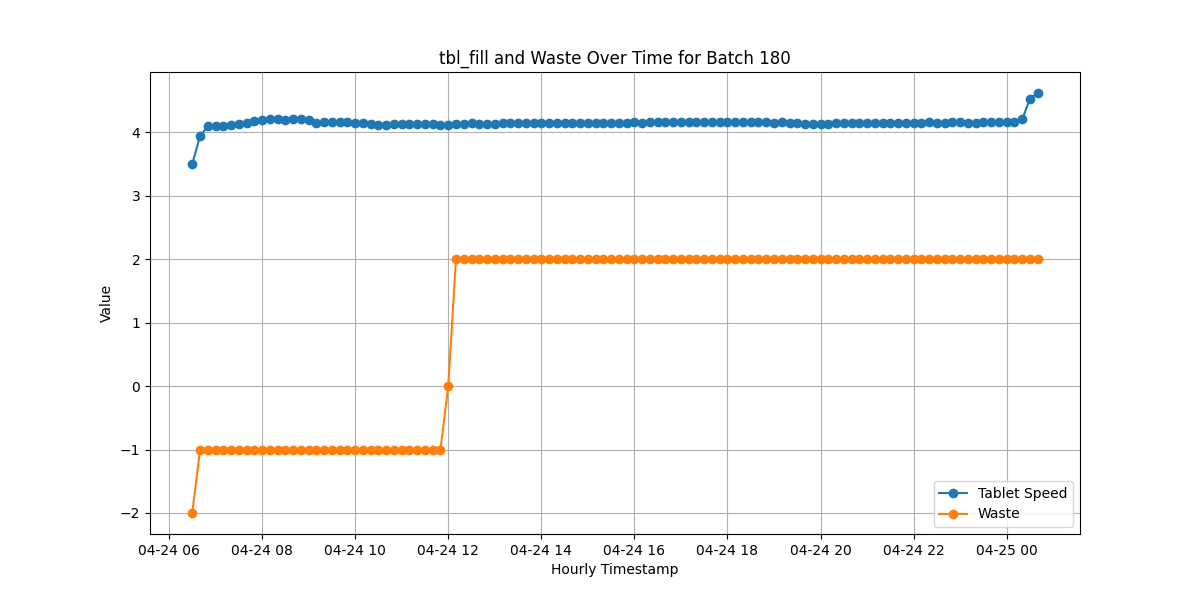 tbl_fill and Waste Over Time for Batch 180
Value
4
3
2
1
0
−1
−2
Tablet Speed
Waste
04-24 06 04-24 08 04-24 10 04-24 12 04-24 14 04-24 16 04-24 18 04-24 20 04-24 22 04-25 00
Hourly Timestamp